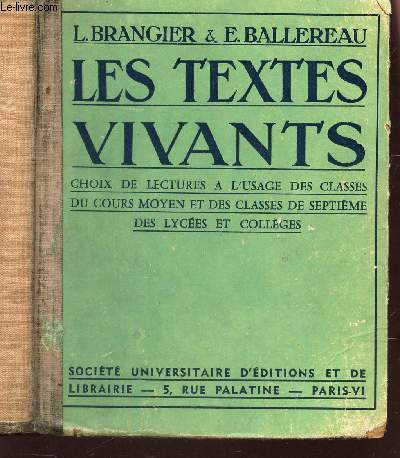 Le-livre.com
L. BRANGIER & E. BALLEREAU
LES TEXTES
VIVANTS
CHOIX DE LECTURES A L'USAGE DES CLASSES
DU COURS MOYEN ET DES CLASSES DE SEPTIÈME
DES LYCÉES ET COLLÈGES
SOCIÉTÉ UNIVERSITAIRE D'ÉDITIONS ET DE
LIBRAIRIE — 5, RUE PALATINE — PARIS-VI